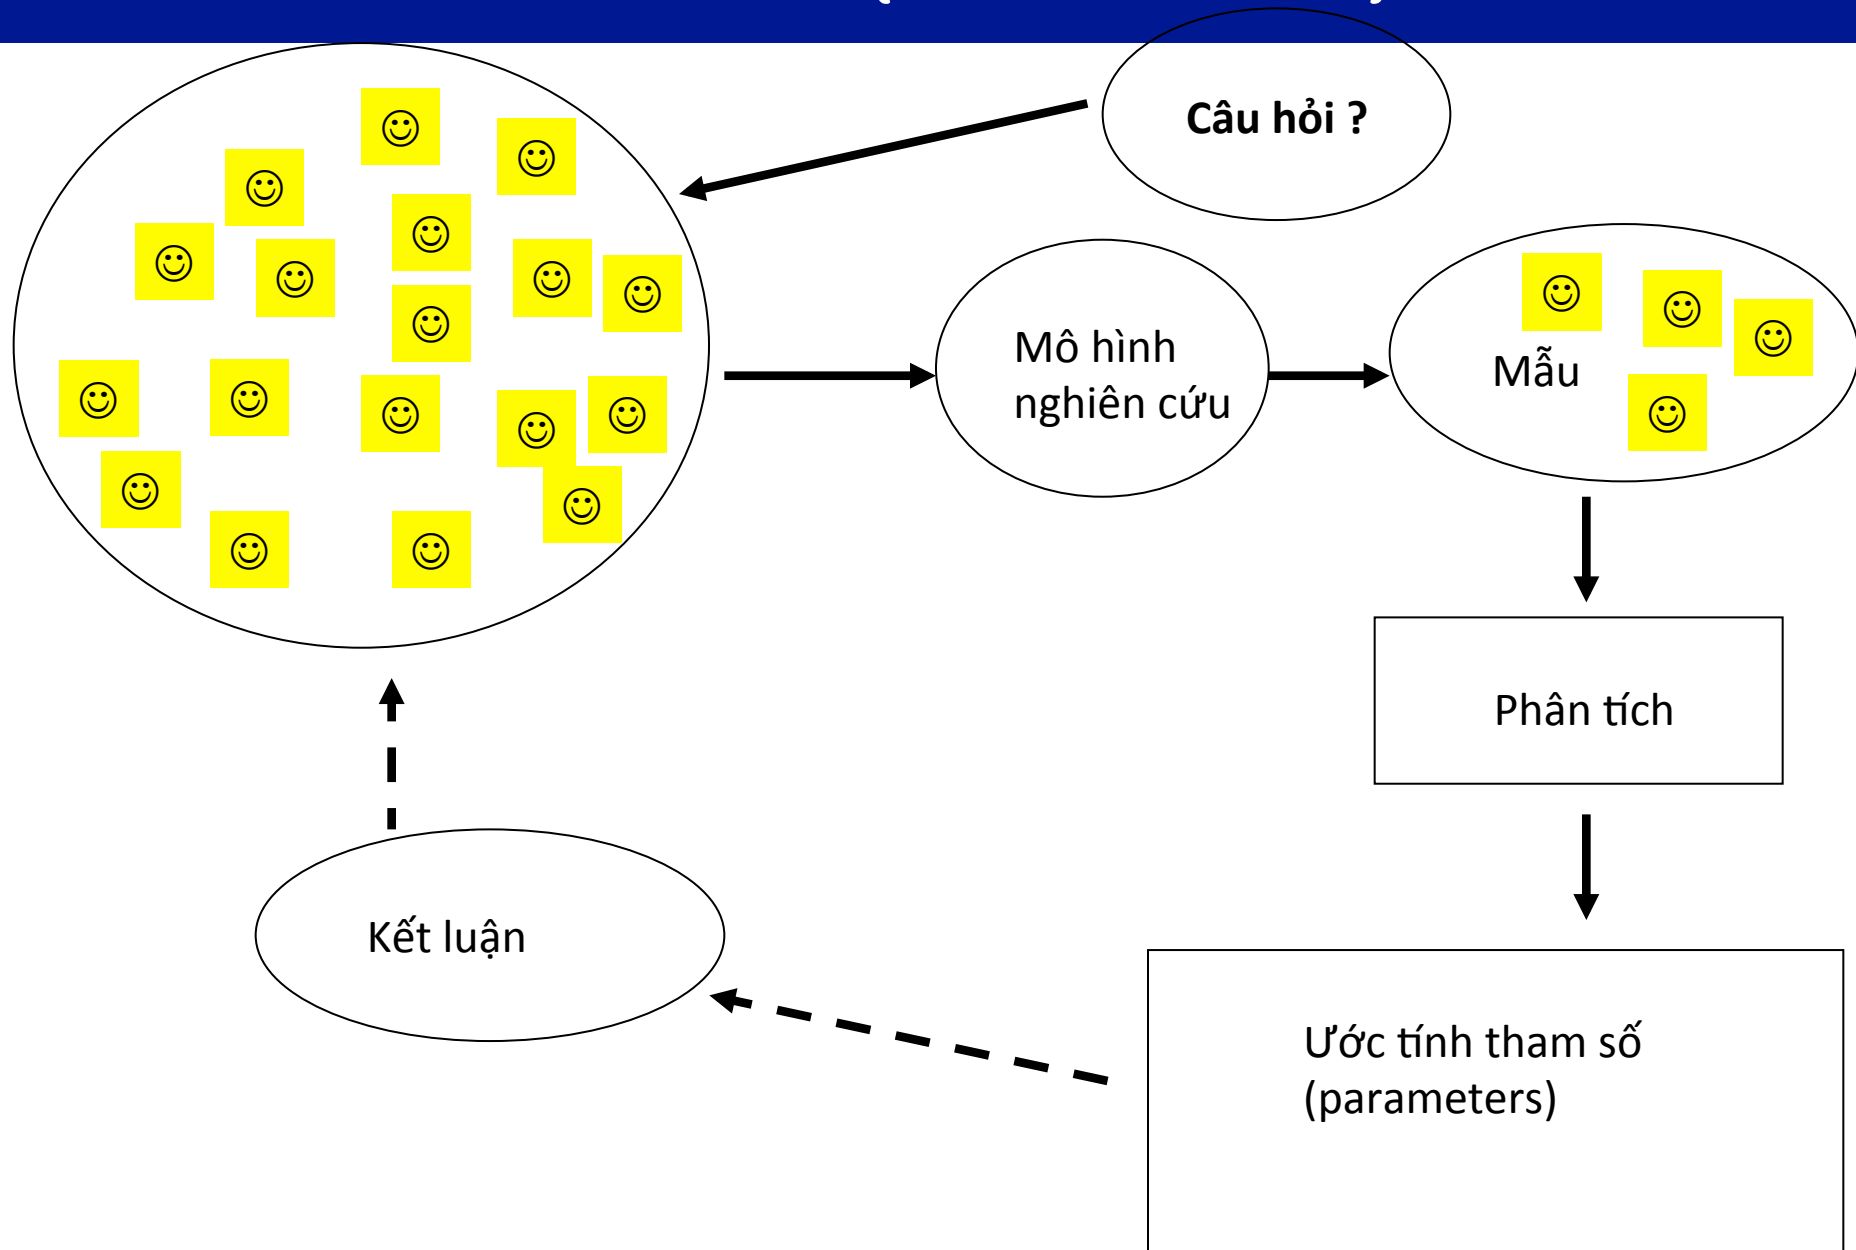 Câu hỏi ?
Mô hình
nghiên cứu
Mẫu
Phân tích
Kết luận
Ước tính tham số
(parameters)